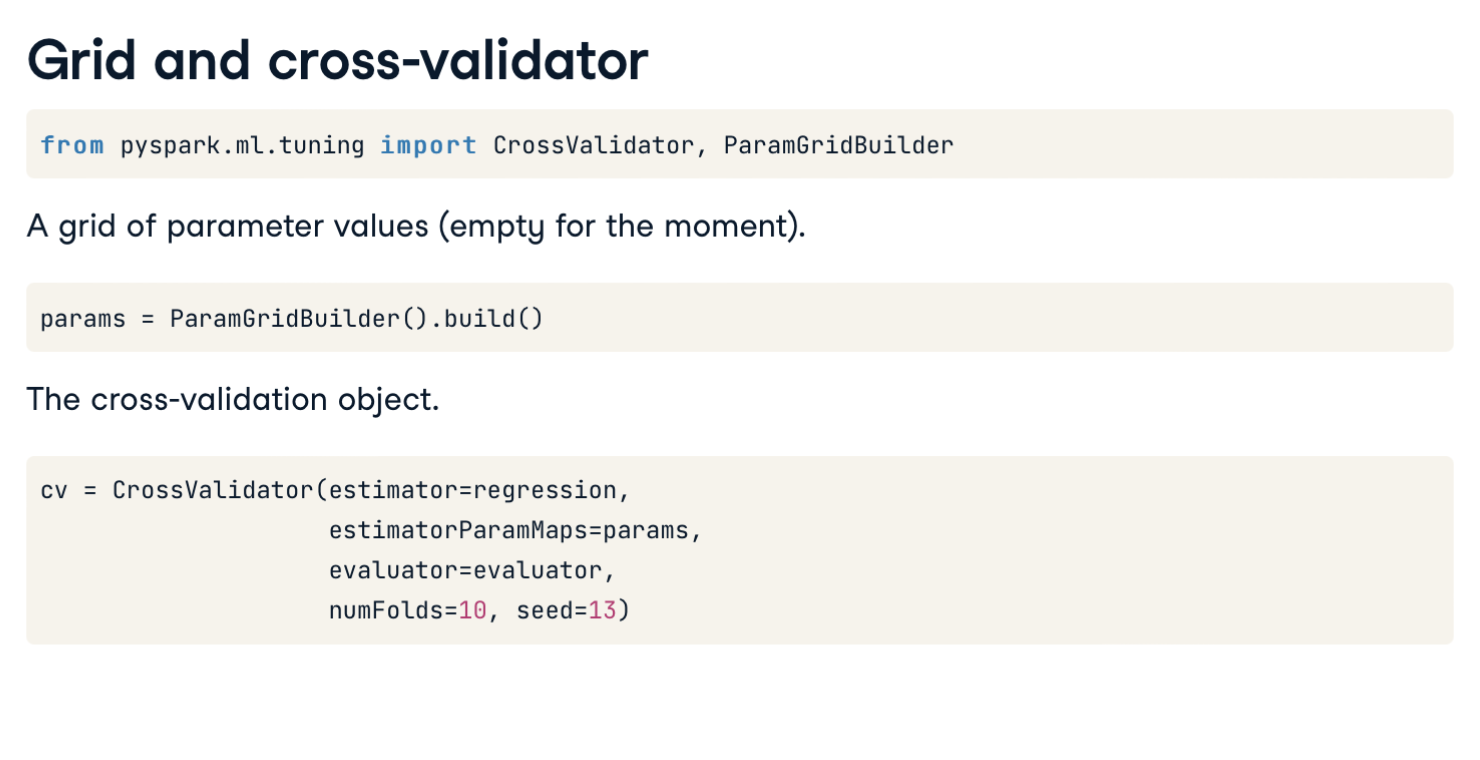 Grid and cross-validator
from pyspark.ml.tuning import CrossValidator, ParamGridBuilder
A grid of parameter values (empty for the moment).
params = ParamGridBuilder().build()
The cross-validation object.
cv = CrossValidator(estimator=regression,
                    estimatorParamMaps=params,
                    evaluator=evaluator,
                    numFolds=10, seed=13)